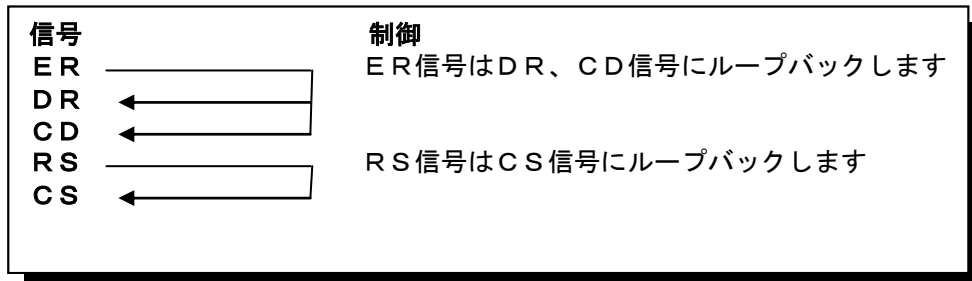 信号 制御
ＥＲ ＥＲ信号はＤＲ、ＣＤ信号にループバックします
ＤＲ
ＣＤ
ＲＳ ＲＳ信号はＣＳ信号にループバックします
ＣＳ